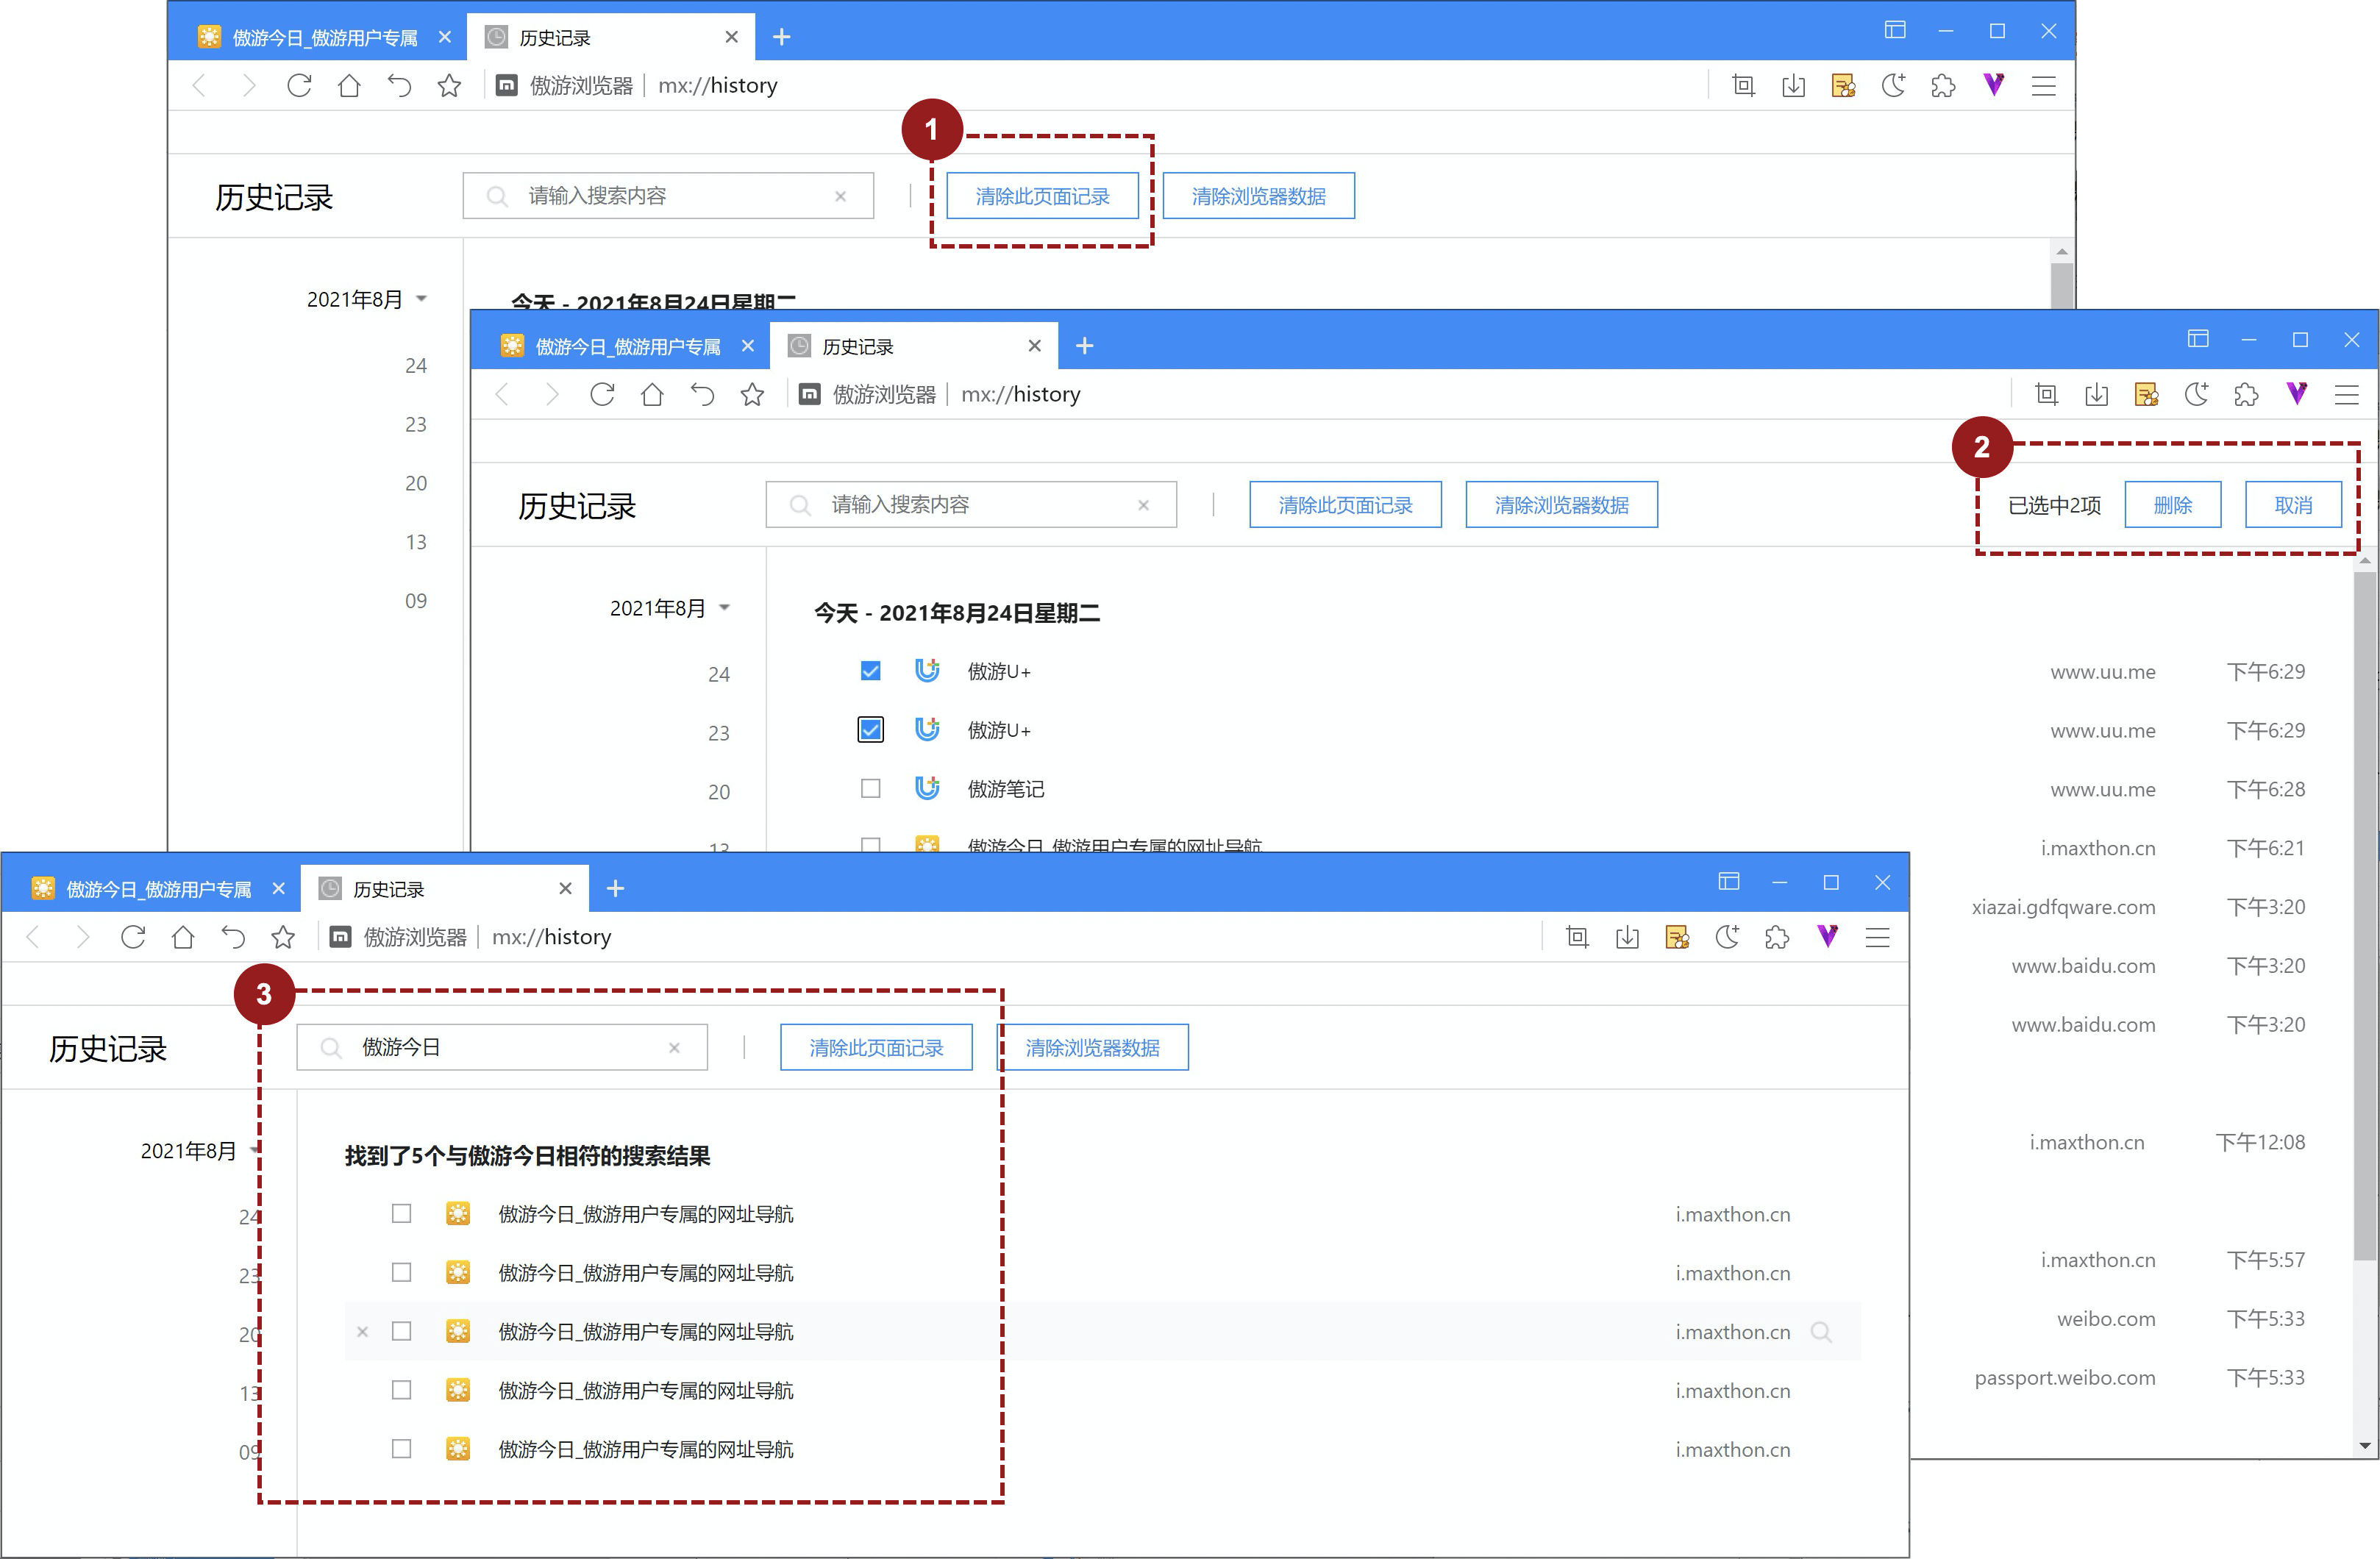 傲游今日_傲游用户专属
历史记录
傲游浏览器 mx://history
1
历史记录 请输入搜索内容 清除此页面记录 清除浏览器数据
2021年8月
今天 - 2021年8月24日星期二
24
23
20
13
09
傲游今日_傲游用户专属
历史记录
傲游浏览器 mx://history
2
历史记录 请输入搜索内容 清除此页面记录 清除浏览器数据 已选中2项 删除 取消
2021年8月
今天 - 2021年8月24日星期二
24
23
20
13
傲游U+ www.uu.me 下午6:29
傲游U+ www.uu.me 下午6:29
傲游笔记 www.uu.me 下午6:28
傲游今日_傲游用户专属的网址导航 i.maxthon.cn 下午6:21
xiazai.gdfqware.com 下午3:20
www.baidu.com 下午3:20
www.baidu.com 下午3:20
i.maxthon.cn 下午12:08
i.maxthon.cn 下午5:57
weibo.com 下午5:33
passport.weibo.com 下午5:33
傲游今日_傲游用户专属
历史记录
傲游浏览器 mx://history
3
历史记录 傲游今日 清除此页面记录 清除浏览器数据
2021年8月
24
23
20
13
09
找到了5个与傲游今日相符的搜索结果
傲游今日_傲游用户专属的网址导航 i.maxthon.cn
傲游今日_傲游用户专属的网址导航 i.maxthon.cn
傲游今日_傲游用户专属的网址导航 i.maxthon.cn
傲游今日_傲游用户专属的网址导航 i.maxthon.cn
傲游今日_傲游用户专属的网址导航 i.maxthon.cn